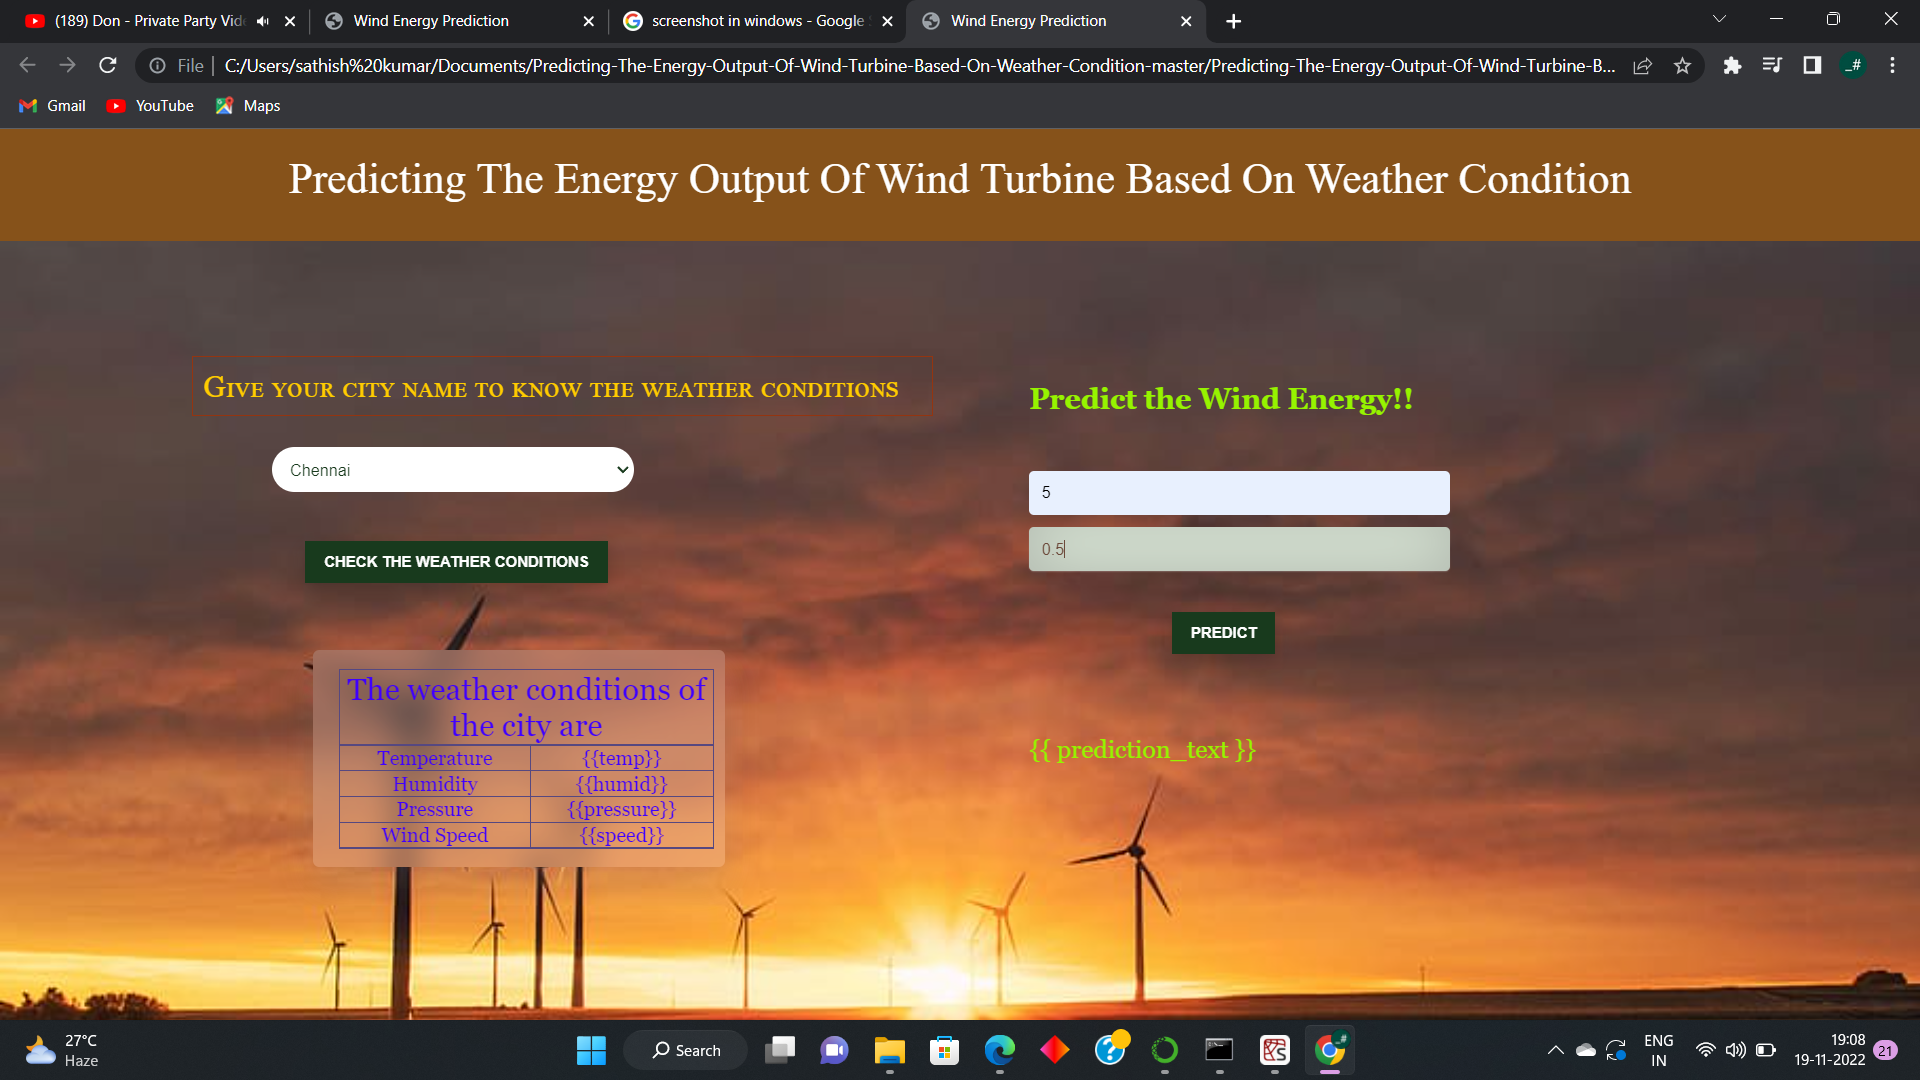 (189) Don - Private Party Vide
Wind Energy Prediction
screenshot in windows - Google
Wind Energy Prediction
File
C:/Users/sathish%20kumar/Documents/Predicting-The-Energy-Output-Of-Wind-Turbine-Based-On-Weather-Condition-master/Predicting-The-Energy-Output-Of-Wind-Turbine-B...
_#
Gmail
YouTube
Maps
Predicting The Energy Output Of Wind Turbine Based On Weather Condition
Give your city name to know the weather conditions
Chennai
CHECK THE WEATHER CONDITIONS
The weather conditions of
the city are
Temperature {{temp}}
Humidity {{humid}}
Pressure {{pressure}}
Wind Speed {{speed}}
Predict the Wind Energy!!
5
0.5
PREDICT
{{ prediction_text }}
27°C
Haze
Search
ENG
IN
19:08
19-11-2022
21